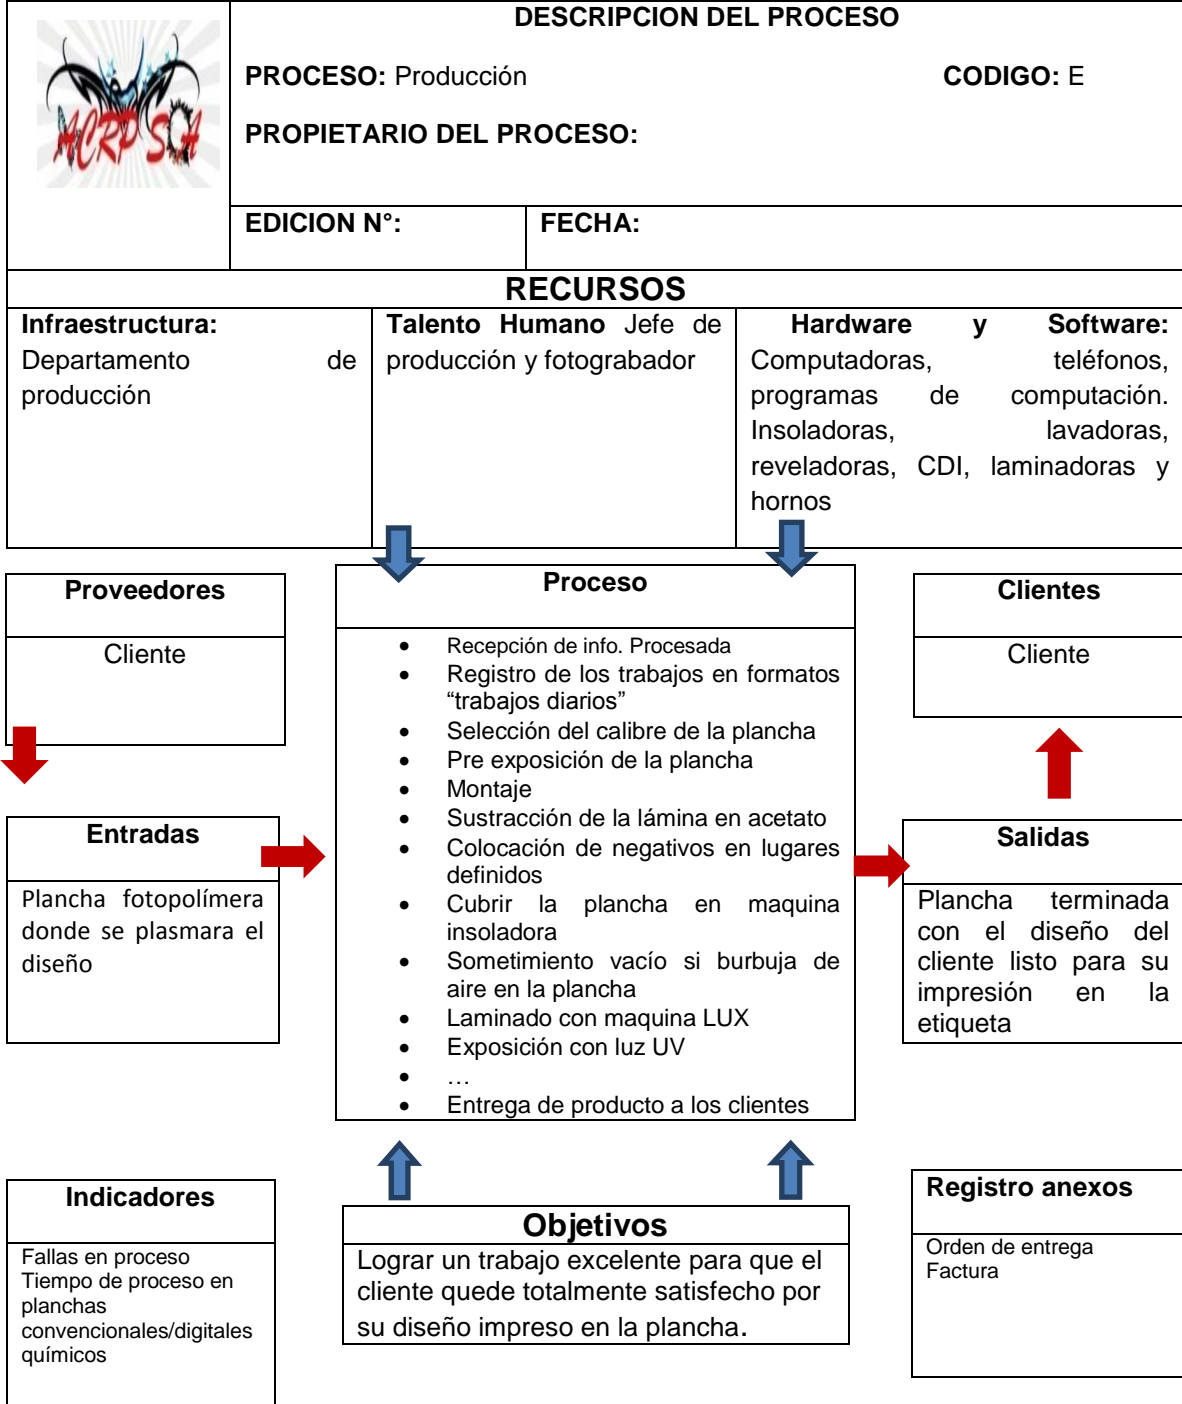 ACRP SCA
DESCRIPCION DEL PROCESO
PROCESO: Producción CODIGO: E
PROPIETARIO DEL PROCESO:
EDICION N°: FECHA:
RECURSOS
Infraestructura:
Departamento de
producción
Talento Humano Jefe de
producción y fotograbador
Hardware y Software:
Computadoras, teléfonos,
programas de computación.
Insoladoras, lavadoras,
reveladoras, CDI, laminadoras y
hornos
Proveedores
Cliente
Entradas
Plancha fotopolímera
donde se plasmara el
diseño
Proceso
• Recepción de info. Procesada
• Registro de los trabajos en formatos
“trabajos diarios”
• Selección del calibre de la plancha
• Pre exposición de la plancha
• Montaje
• Sustracción de la lámina en acetato
• Colocación de negativos en lugares
definidos
• Cubrir la plancha en maquina
insoladora
• Sometimiento vacío si burbuja de
aire en la plancha
• Laminado con maquina LUX
• Exposición con luz UV
• …
• Entrega de producto a los clientes
Clientes
Cliente
Salidas
Plancha terminada
con el diseño del
cliente listo para su
impresión en la
etiqueta
Indicadores
Fallas en proceso
Tiempo de proceso en
planchas
convencionales/digitales
químicos
Objetivos
Lograr un trabajo excelente para que el
cliente quede totalmente satisfecho por
su diseño impreso en la plancha.
Registro anexos
Orden de entrega
Factura